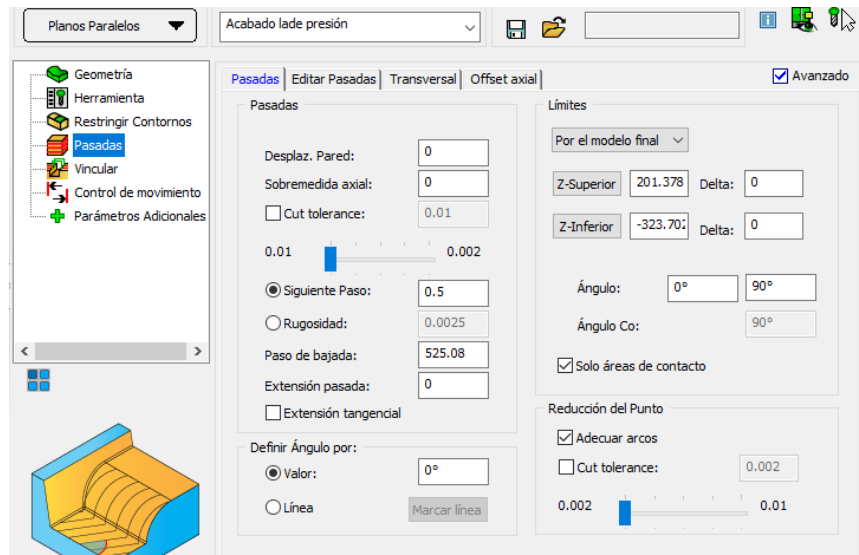 Planos Paralelos
Acabado lade presión
Geometría
Herramienta
Restringir Contornos
Pasadas
Vincular
Control de movimiento
Parámetros Adicionales
Pasadas Editar Pasadas Transversal Offset axial
Avanzado
Pasadas
Desplaz. Pared: 0
Sobremedida axial: 0
Cut tolerance: 0.01
0.01 0.002
Siguiente Paso: 0.5
Rugosidad: 0.0025
Paso de bajada: 525.08
Extensión pasada: 0
Extensión tangencial
Definir Ángulo por:
Valor: 0°
Línea Marcar línea
Límites
Por el modelo final
Z-Superior 201.378 Delta: 0
Z-Inferior -323.702 Delta: 0
Ángulo: 0° 90°
Ángulo Co: 90°
Solo áreas de contacto
Reducción del Punto
Adecuar arcos
Cut tolerance: 0.002
0.002 0.01